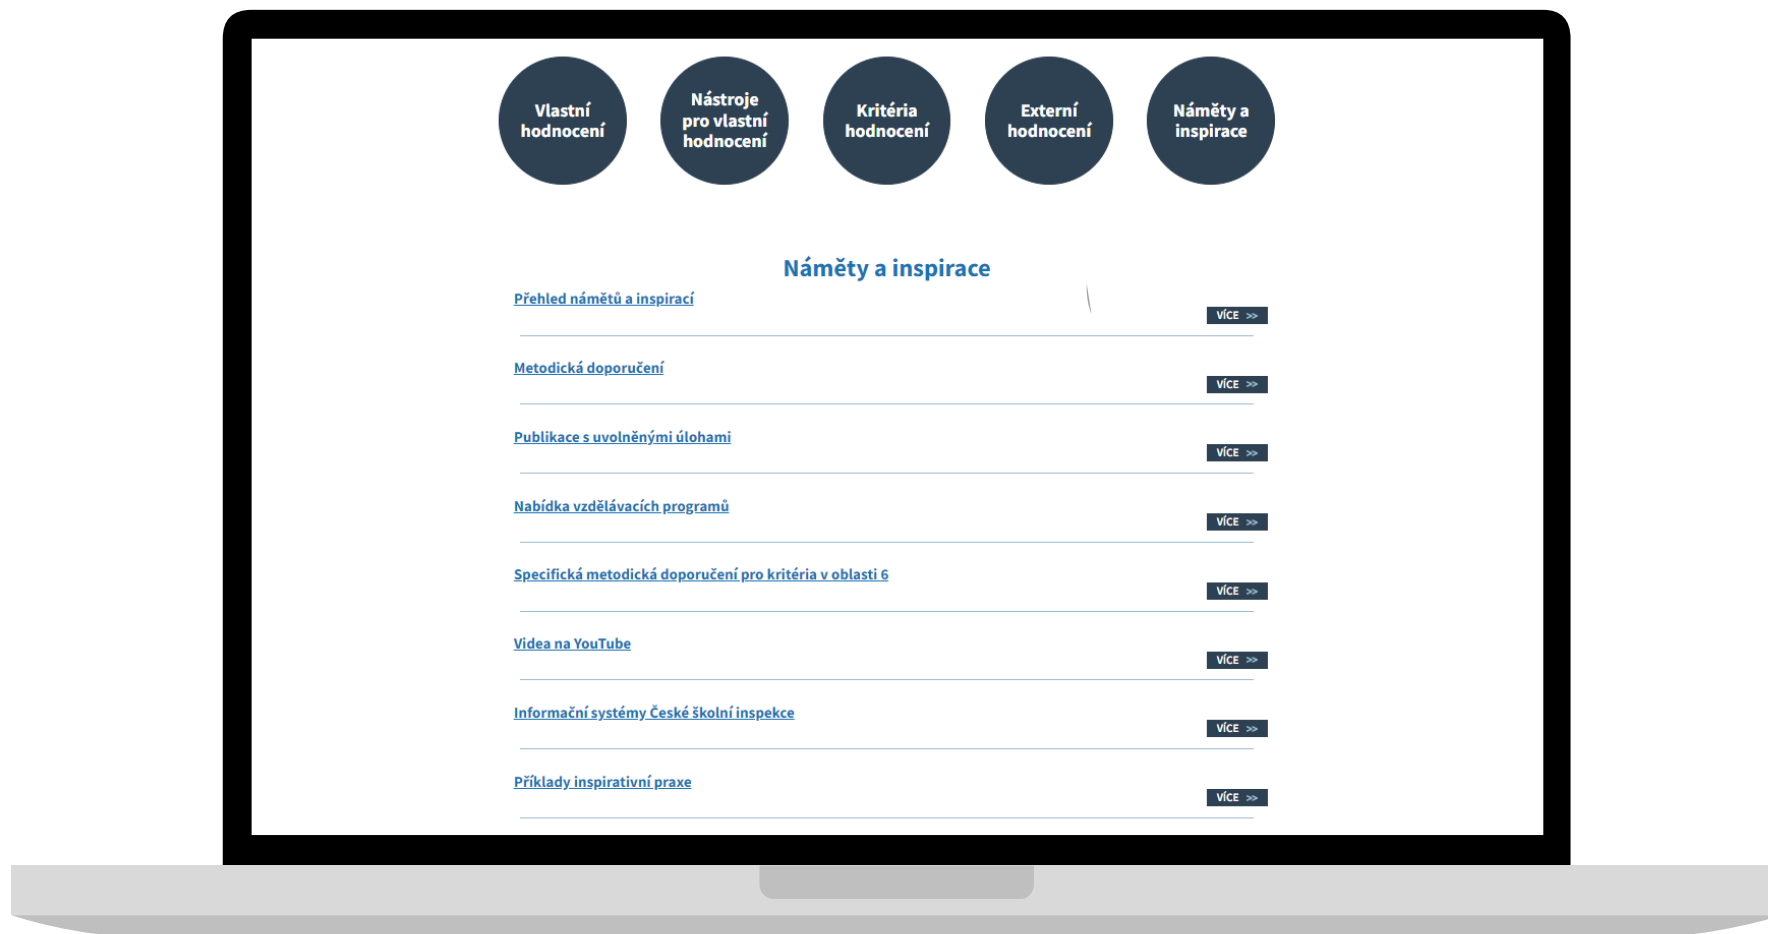 Vlastní
hodnocení
Nástroje
pro vlastní
hodnocení
Kritéria
hodnocení
Externí
hodnocení
Náměty a
inspirace
Náměty a inspirace
Přehled námětů a inspirací
VÍCE >>
Metodická doporučení
VÍCE >>
Publikace s uvolněnými úlohami
VÍCE >>
Nabídka vzdělávacích programů
VÍCE >>
Specifická metodická doporučení pro kritéria v oblasti 6
VÍCE >>
Videa na YouTube
VÍCE >>
Informační systémy České školní inspekce
VÍCE >>
Příklady inspirativní praxe
VÍCE >>